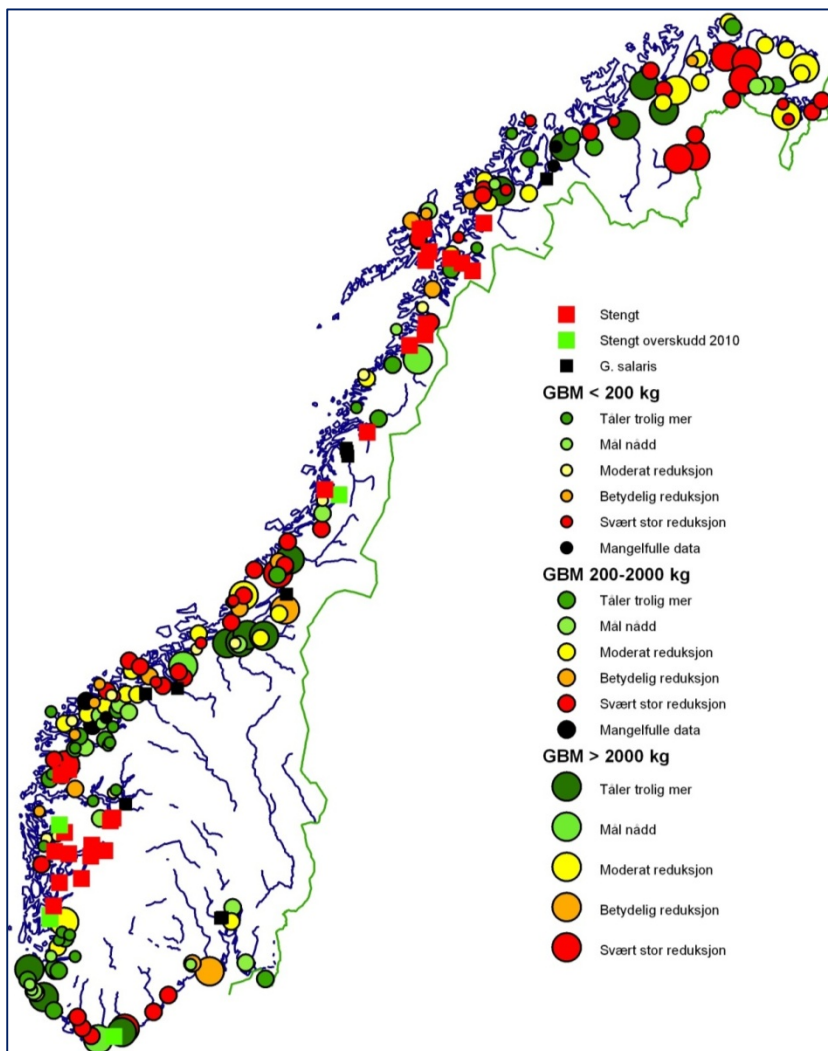 Stengt
Stengt overskudd 2010
G. salaris
GBM < 200 kg
Tåler trolig mer
Mål nådd
Moderat reduksjon
Betydelig reduksjon
Svært stor reduksjon
Mangelfulle data
GBM 200-2000 kg
Tåler trolig mer
Mål nådd
Moderat reduksjon
Betydelig reduksjon
Svært stor reduksjon
Mangelfulle data
GBM > 2000 kg
Tåler trolig mer
Mål nådd
Moderat reduksjon
Betydelig reduksjon
Svært stor reduksjon